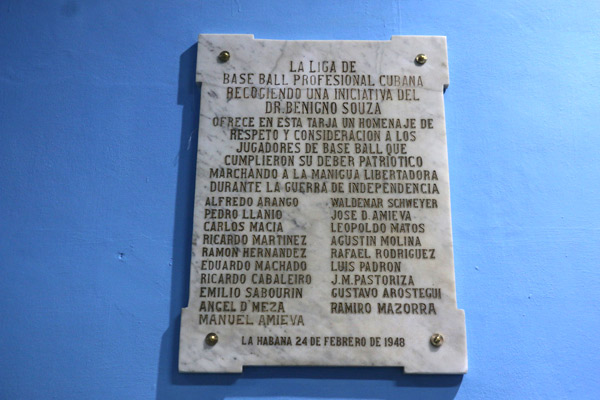 LA LIGA DE
BASE BALL PROFESIONAL CUBANA
RECOGIENDO UNA INICIATIVA DEL
DR. BENIGNO SOUZA
OFRECE EN ESTA TARJA UN HOMENAJE DE
RESPETO Y CONSIDERACION A LOS
JUGADORES DE BASE BALL QUE
CUMPLIERON SU DEBER PATRIÓTICO
MARCHANDO A LA MANIGUA LIBERTADORA
DURANTE LA GUERRA DE INDEPENDENCIA
ALFREDO ARANGO
PEDRO LLANIO
CARLOS MACIA
RICARDO MARTINEZ
RAMON HERNANDEZ
EDUARDO MACHADO
RICARDO CABALEIRO
EMILIO SABOURIN
ANGEL D'MEZA
MANUEL AMIEVA
WALDEMAR SCHWEYER
JOSE D. AMIEVA
LEOPOLDO MATOS
AGUSTIN MOLINA
RAFAEL RODRIGUEZ
LUIS PADRON
J.M. PASTORIZA
GUSTAVO AROSTEGUI
RAMIRO MAZORRA
LA HABANA 24 DE FEBRERO DE 1948